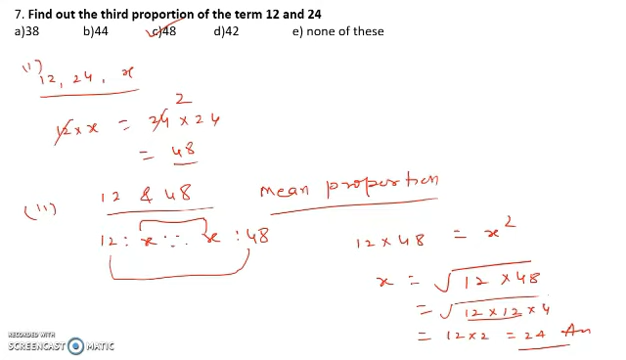 7. Find out the third proportion of the term 12 and 24
a)38 b)44 c)48 d)42 e) none of these
(i) 12, 24, x
12 × x = 24 × 24
2
= 48
(ii) 12 & 48 mean proportion
12 : x :: x : 48
12 × 48 = x²
x = √12 × 48
= √12 × 12 × 4
= 12 × 2 = 24 Ans
RECORDED WITH
SCREENCAST MATIC